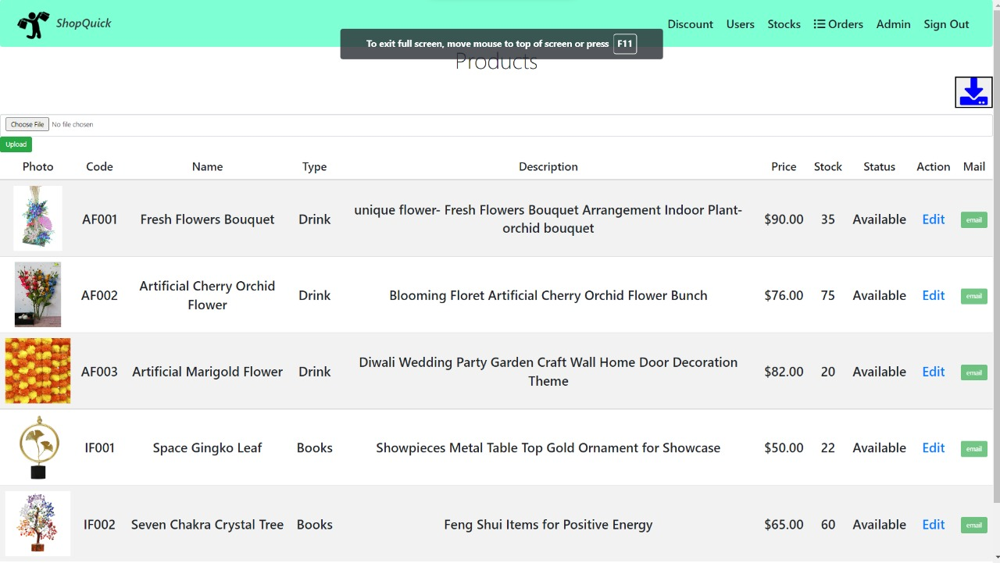 ShopQuick
Discount Users Stocks Orders Admin Sign Out
To exit full screen, move mouse to top of screen or press F11
Products
Choose File No file chosen
Upload
Photo Code Name Type Description Price Stock Status Action Mail
AF001 Fresh Flowers Bouquet Drink unique flower- Fresh Flowers Bouquet Arrangement Indoor Plant-
orchid bouquet $90.00 35 Available Edit email
AF002 Artificial Cherry Orchid
Flower Drink Blooming Floret Artificial Cherry Orchid Flower Bunch $76.00 75 Available Edit email
AF003 Artificial Marigold Flower Drink Diwali Wedding Party Garden Craft Wall Home Door Decoration
Theme $82.00 20 Available Edit email
IF001 Space Gingko Leaf Books Showpieces Metal Table Top Gold Ornament for Showcase $50.00 22 Available Edit email
IF002 Seven Chakra Crystal Tree Books Feng Shui Items for Positive Energy $65.00 60 Available Edit email